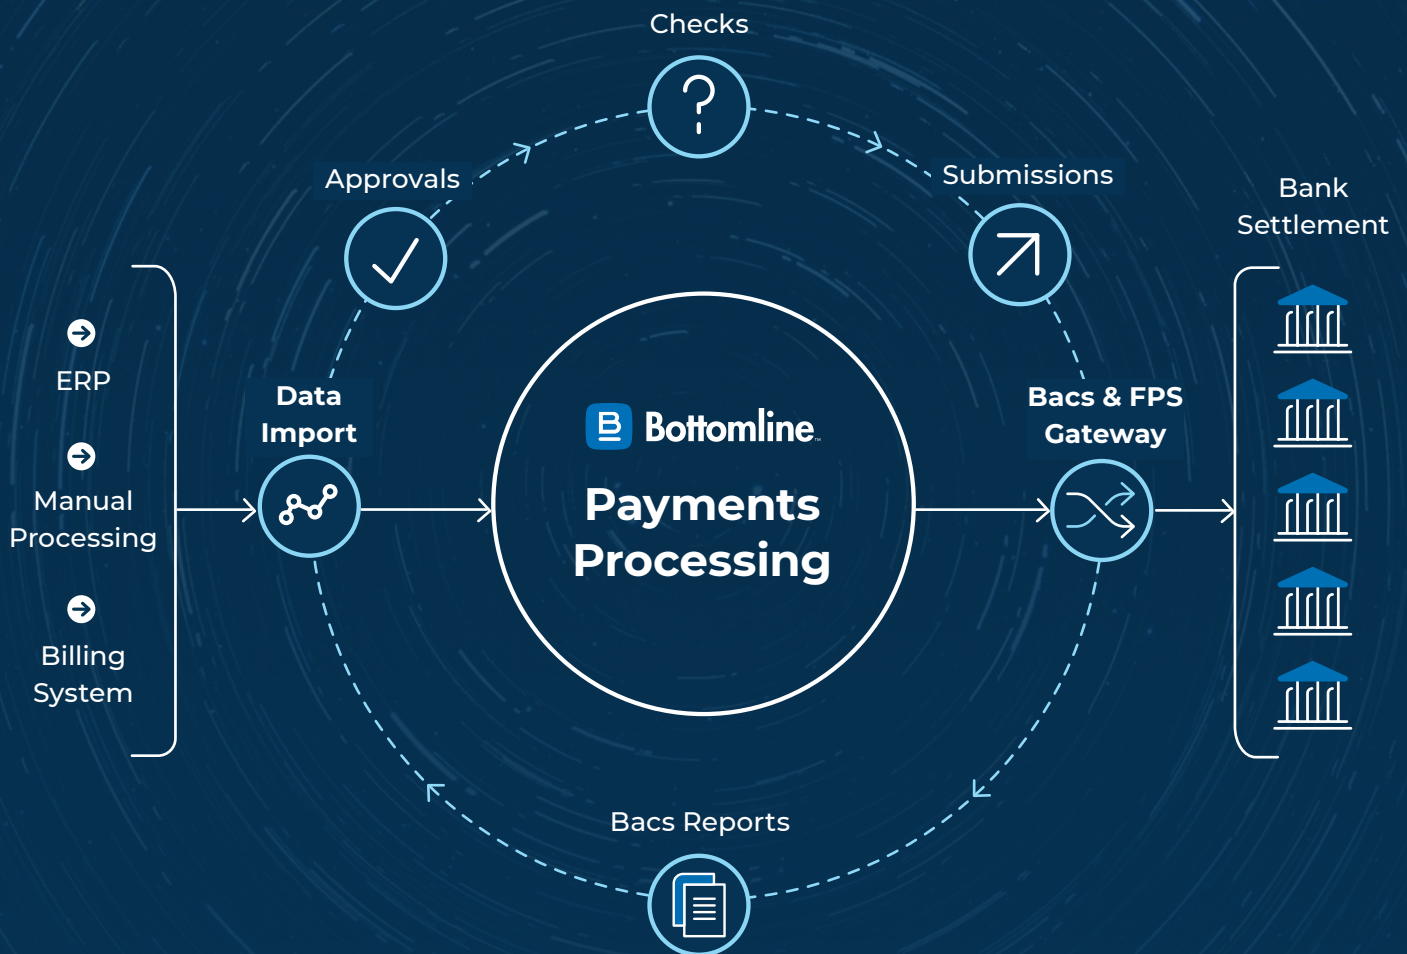 Checks
Approvals
Submissions
Bank
Settlement
ERP
Manual
Processing
Billing
System
Data
Import
B Bottomline™
Payments
Processing
Bacs & FPS
Gateway
Bacs Reports